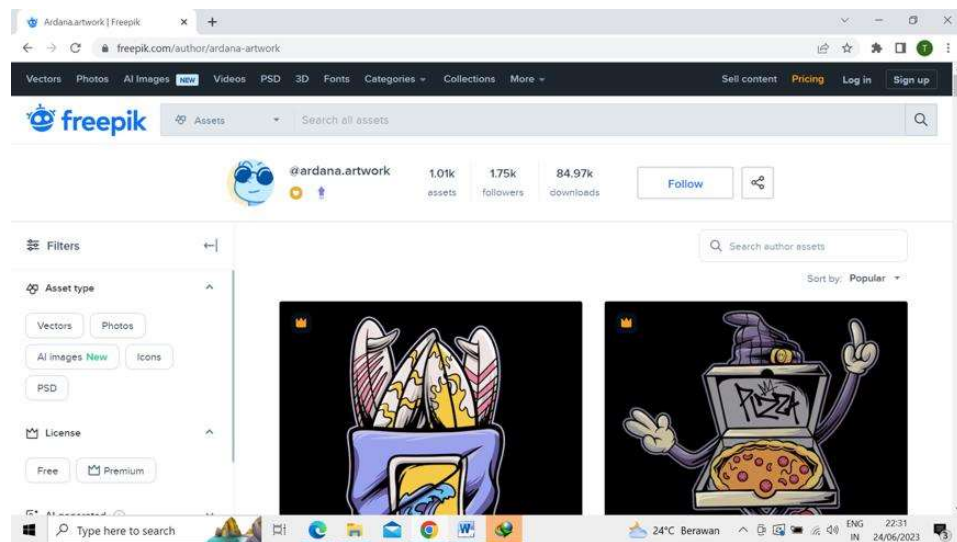 Ardana.artwork | Freepik
freepik.com/author/ardana-artwork
Vectors Photos AI Images NEW Videos PSD 3D Fonts Categories Collections More Sell content Pricing Log in Sign up
freepik Assets Search all assets
@ardana.artwork 1.01k 1.75k 84.97k Follow
assets followers downloads
Filters Search author assets
Sort by: Popular
Asset type
Vectors Photos
AI images New Icons
PSD
PIZZA
License
Free Premium
Type here to search 24°C Berawan ENG 22:31
IN 24/06/2023 3